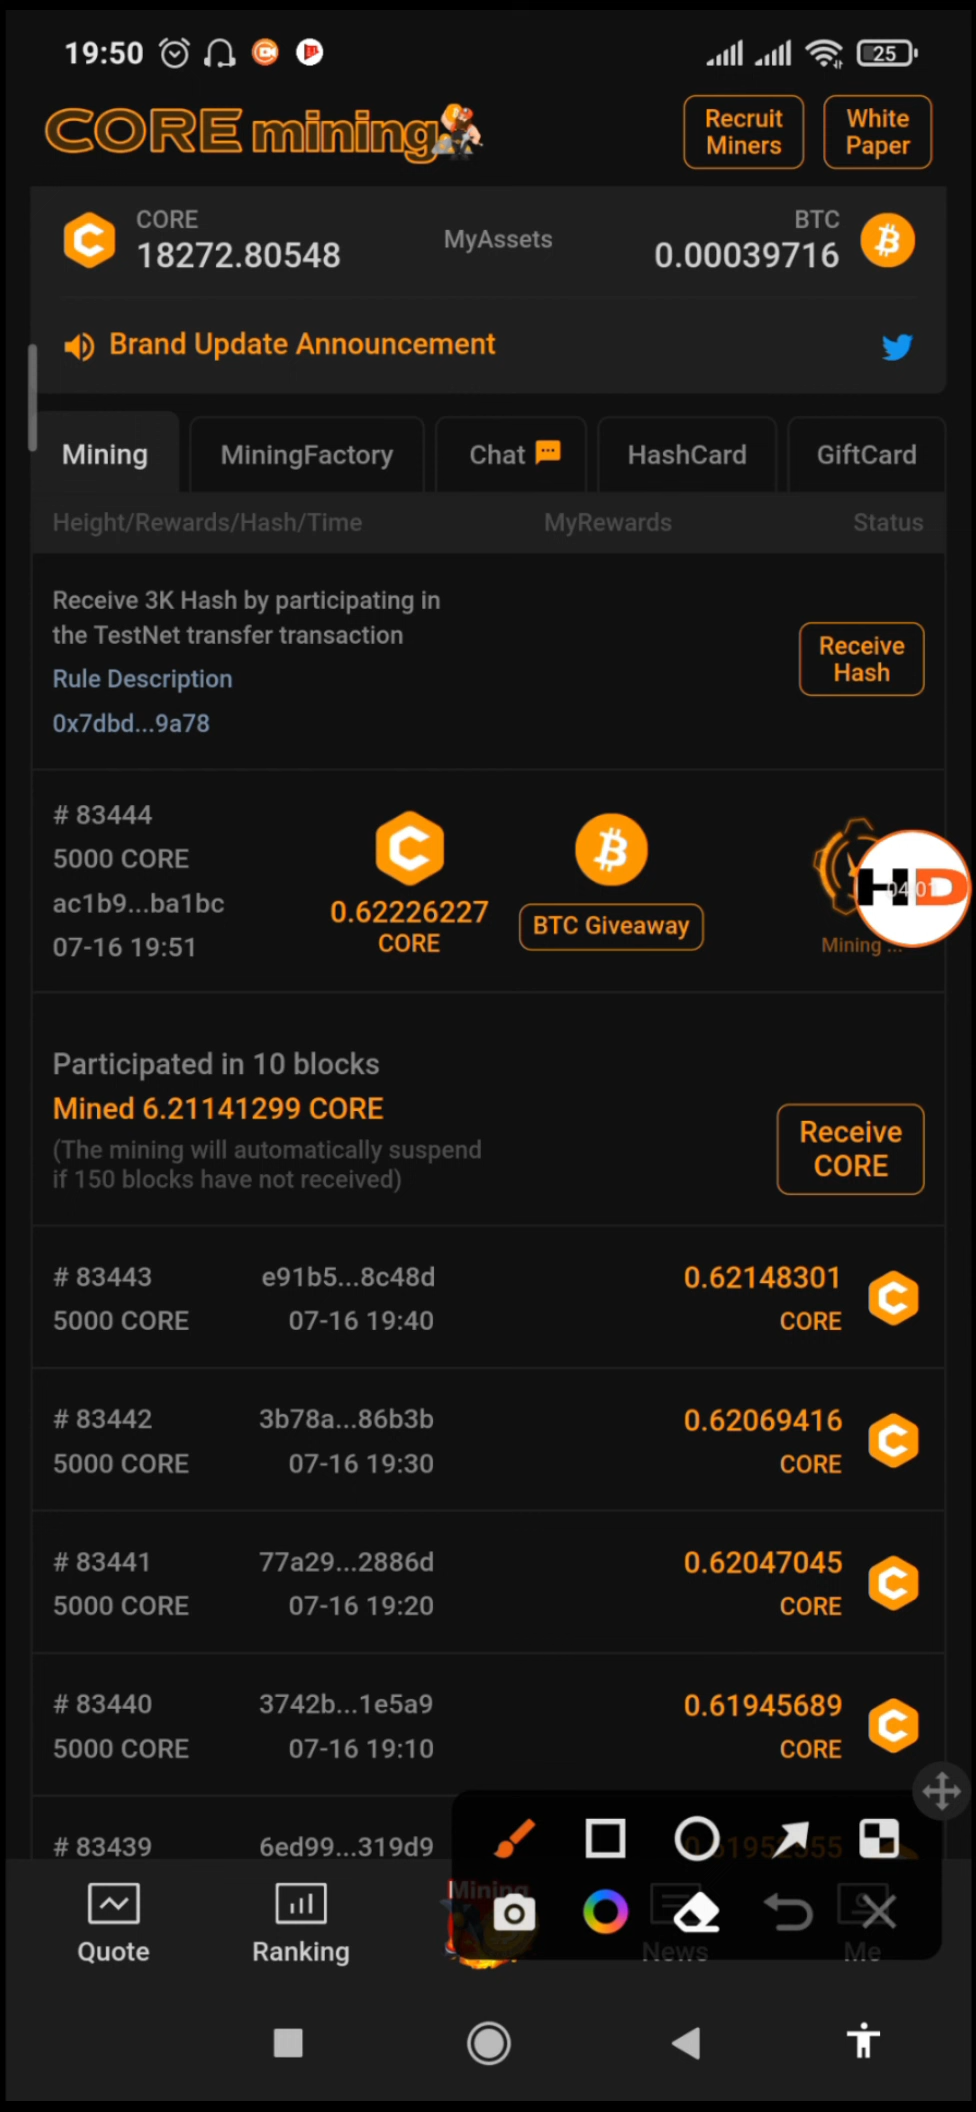 19:50
25
CORE mining
Recruit Miners
White Paper
CORE
18272.80548
MyAssets
BTC
0.00039716
Brand Update Announcement
Mining
MiningFactory
Chat
HashCard
GiftCard
Height/Rewards/Hash/Time
MyRewards
Status
Receive 3K Hash by participating in
the TestNet transfer transaction
Rule Description
0x7dbd...9a78
Receive
Hash
# 83444
5000 CORE
ac1b9...ba1bc
07-16 19:51
0.62226227
CORE
BTC Giveaway
HD
04:01
Mining ...
Participated in 10 blocks
Mined 6.21141299 CORE
(The mining will automatically suspend
if 150 blocks have not received)
Receive
CORE
# 83443
e91b5...8c48d
0.62148301
5000 CORE
07-16 19:40
CORE
# 83442
3b78a...86b3b
0.62069416
5000 CORE
07-16 19:30
CORE
# 83441
77a29...2886d
0.62047045
5000 CORE
07-16 19:20
CORE
# 83440
3742b...1e5a9
0.61945689
5000 CORE
07-16 19:10
CORE
# 83439
6ed99...319d9
Mining
Quote
Ranking
News
Me